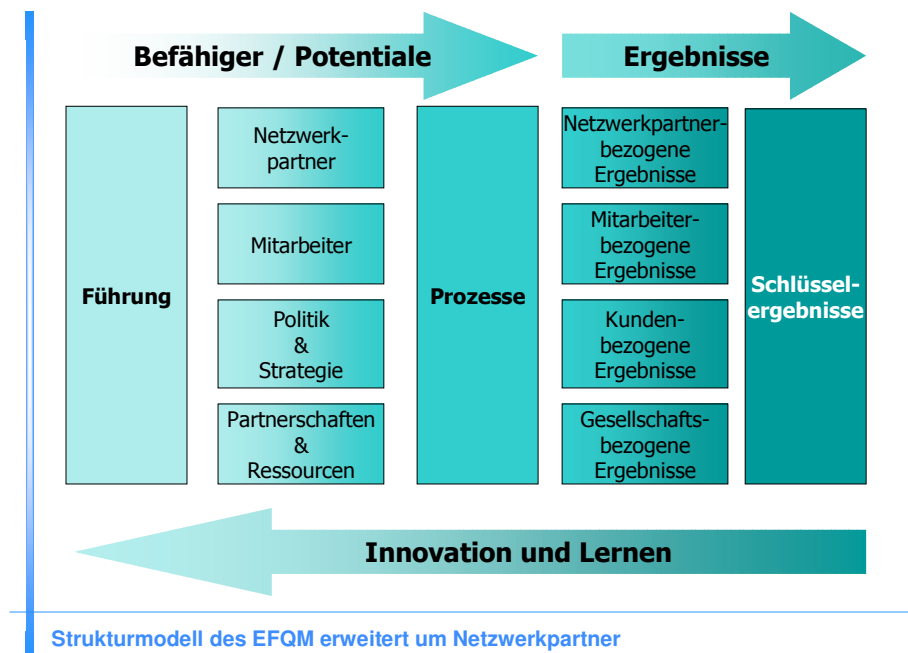 Befähiger / Potentiale
Ergebnisse
Führung
Netzwerk-
partner
Mitarbeiter
Politik
&
Strategie
Partnerschaften
&
Ressourcen
Prozesse
Netzwerkpartner-
bezogene
Ergebnisse
Mitarbeiter-
bezogene
Ergebnisse
Kunden-
bezogene
Ergebnisse
Gesellschafts-
bezogene
Ergebnisse
Schlüssel-
ergebnisse
Innovation und Lernen
Strukturmodell des EFQM erweitert um Netzwerkpartner